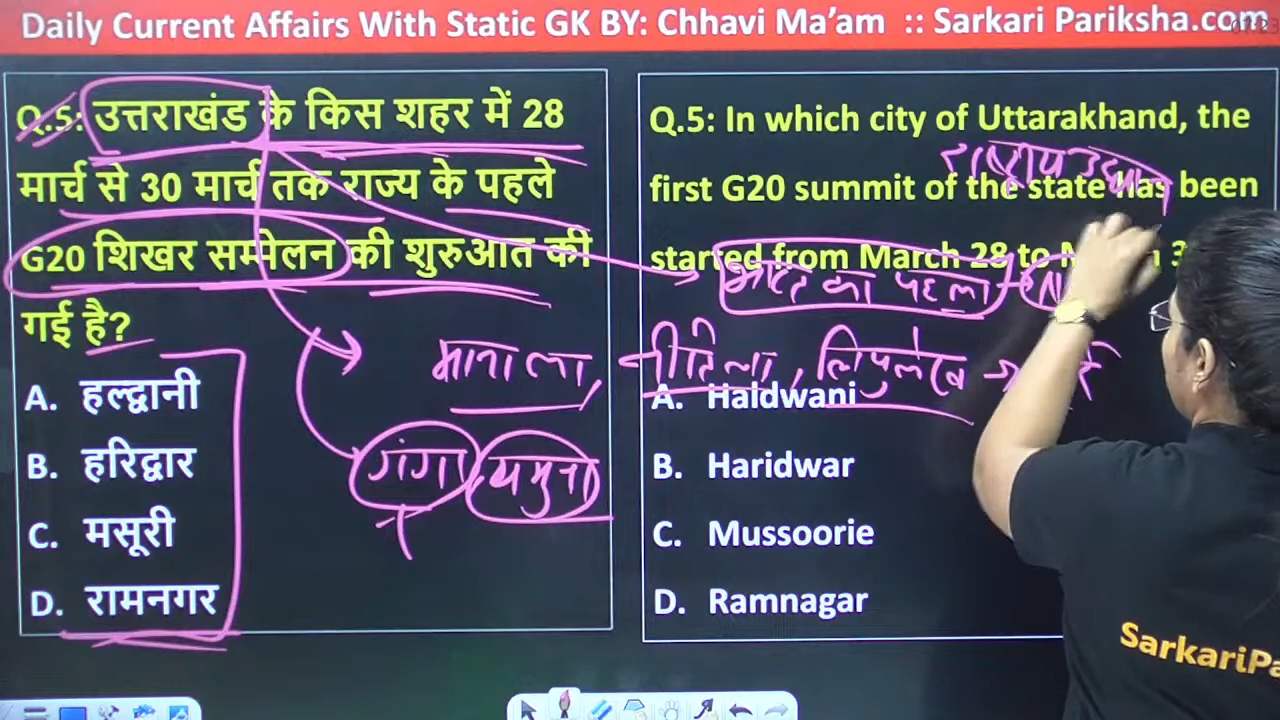 Daily Current Affairs With Static GK BY: Chhavi Ma’am :: Sarkari Pariksha.com
Q.5: उत्तराखंड के किस शहर में 28
मार्च से 30 मार्च तक राज्य के पहले
G20 शिखर सम्मेलन की शुरुआत की
गई है?
A. हल्द्वानी
B. हरिद्वार
C. मसूरी
D. रामनगर
माना ला, नीतिला, लिपुलेख →
गंगा यमुना
Q.5: In which city of Uttarakhand, the
राष्ट्रीय उद्यान
first G20 summit of the state has been
started from March 28 to
भारत का पहला
A. Haldwani
B. Haridwar
C. Mussoorie
D. Ramnagar
SarkariPa